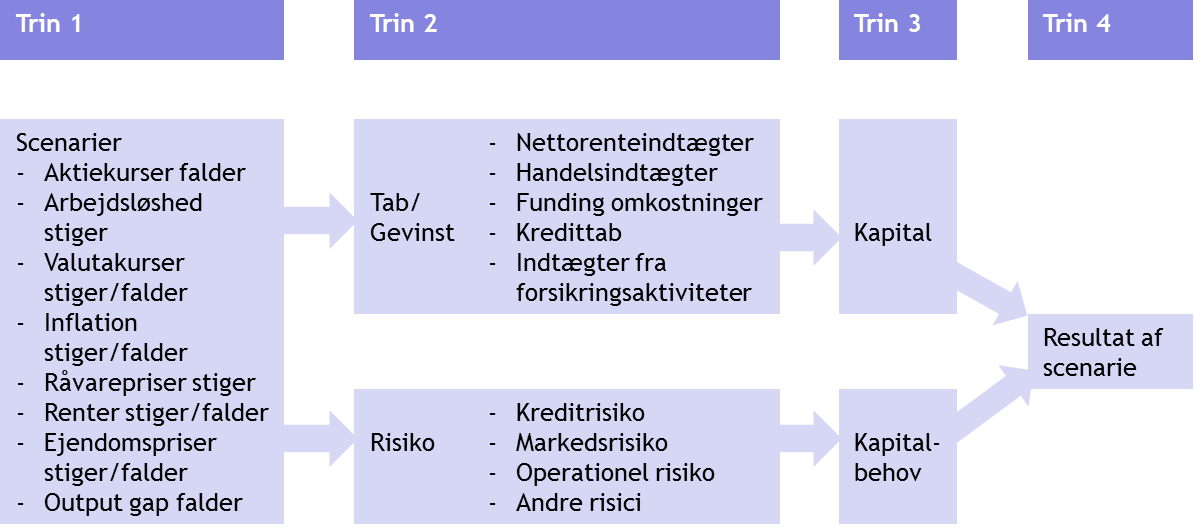 Trin 1
Trin 2
Trin 3
Trin 4
Scenarier
- Aktiekurser falder
- Arbejdsløshed
stiger
- Valutakurser
stiger/falder
- Inflation
stiger/falder
- Råvarepriser stiger
- Renter stiger/falder
- Ejendomspriser
stiger/falder
- Output gap falder
Tab/
Gevinst
- Nettorenteindtægter
- Handelsindtægter
- Funding omkostninger
- Kredittab
- Indtægter fra
forsikringsaktiviteter
Risiko
- Kreditrisiko
- Markedsrisiko
- Operationel risiko
- Andre risici
Kapital
Kapital-
behov
Resultat af
scenarie